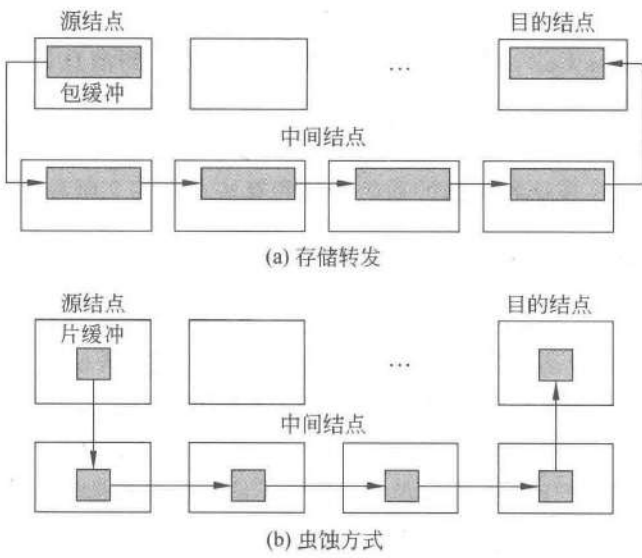 源结点 目的结点
包缓冲
…
中间结点
(a) 存储转发
源结点 目的结点
片缓冲
…
中间结点
(b) 虫蚀方式